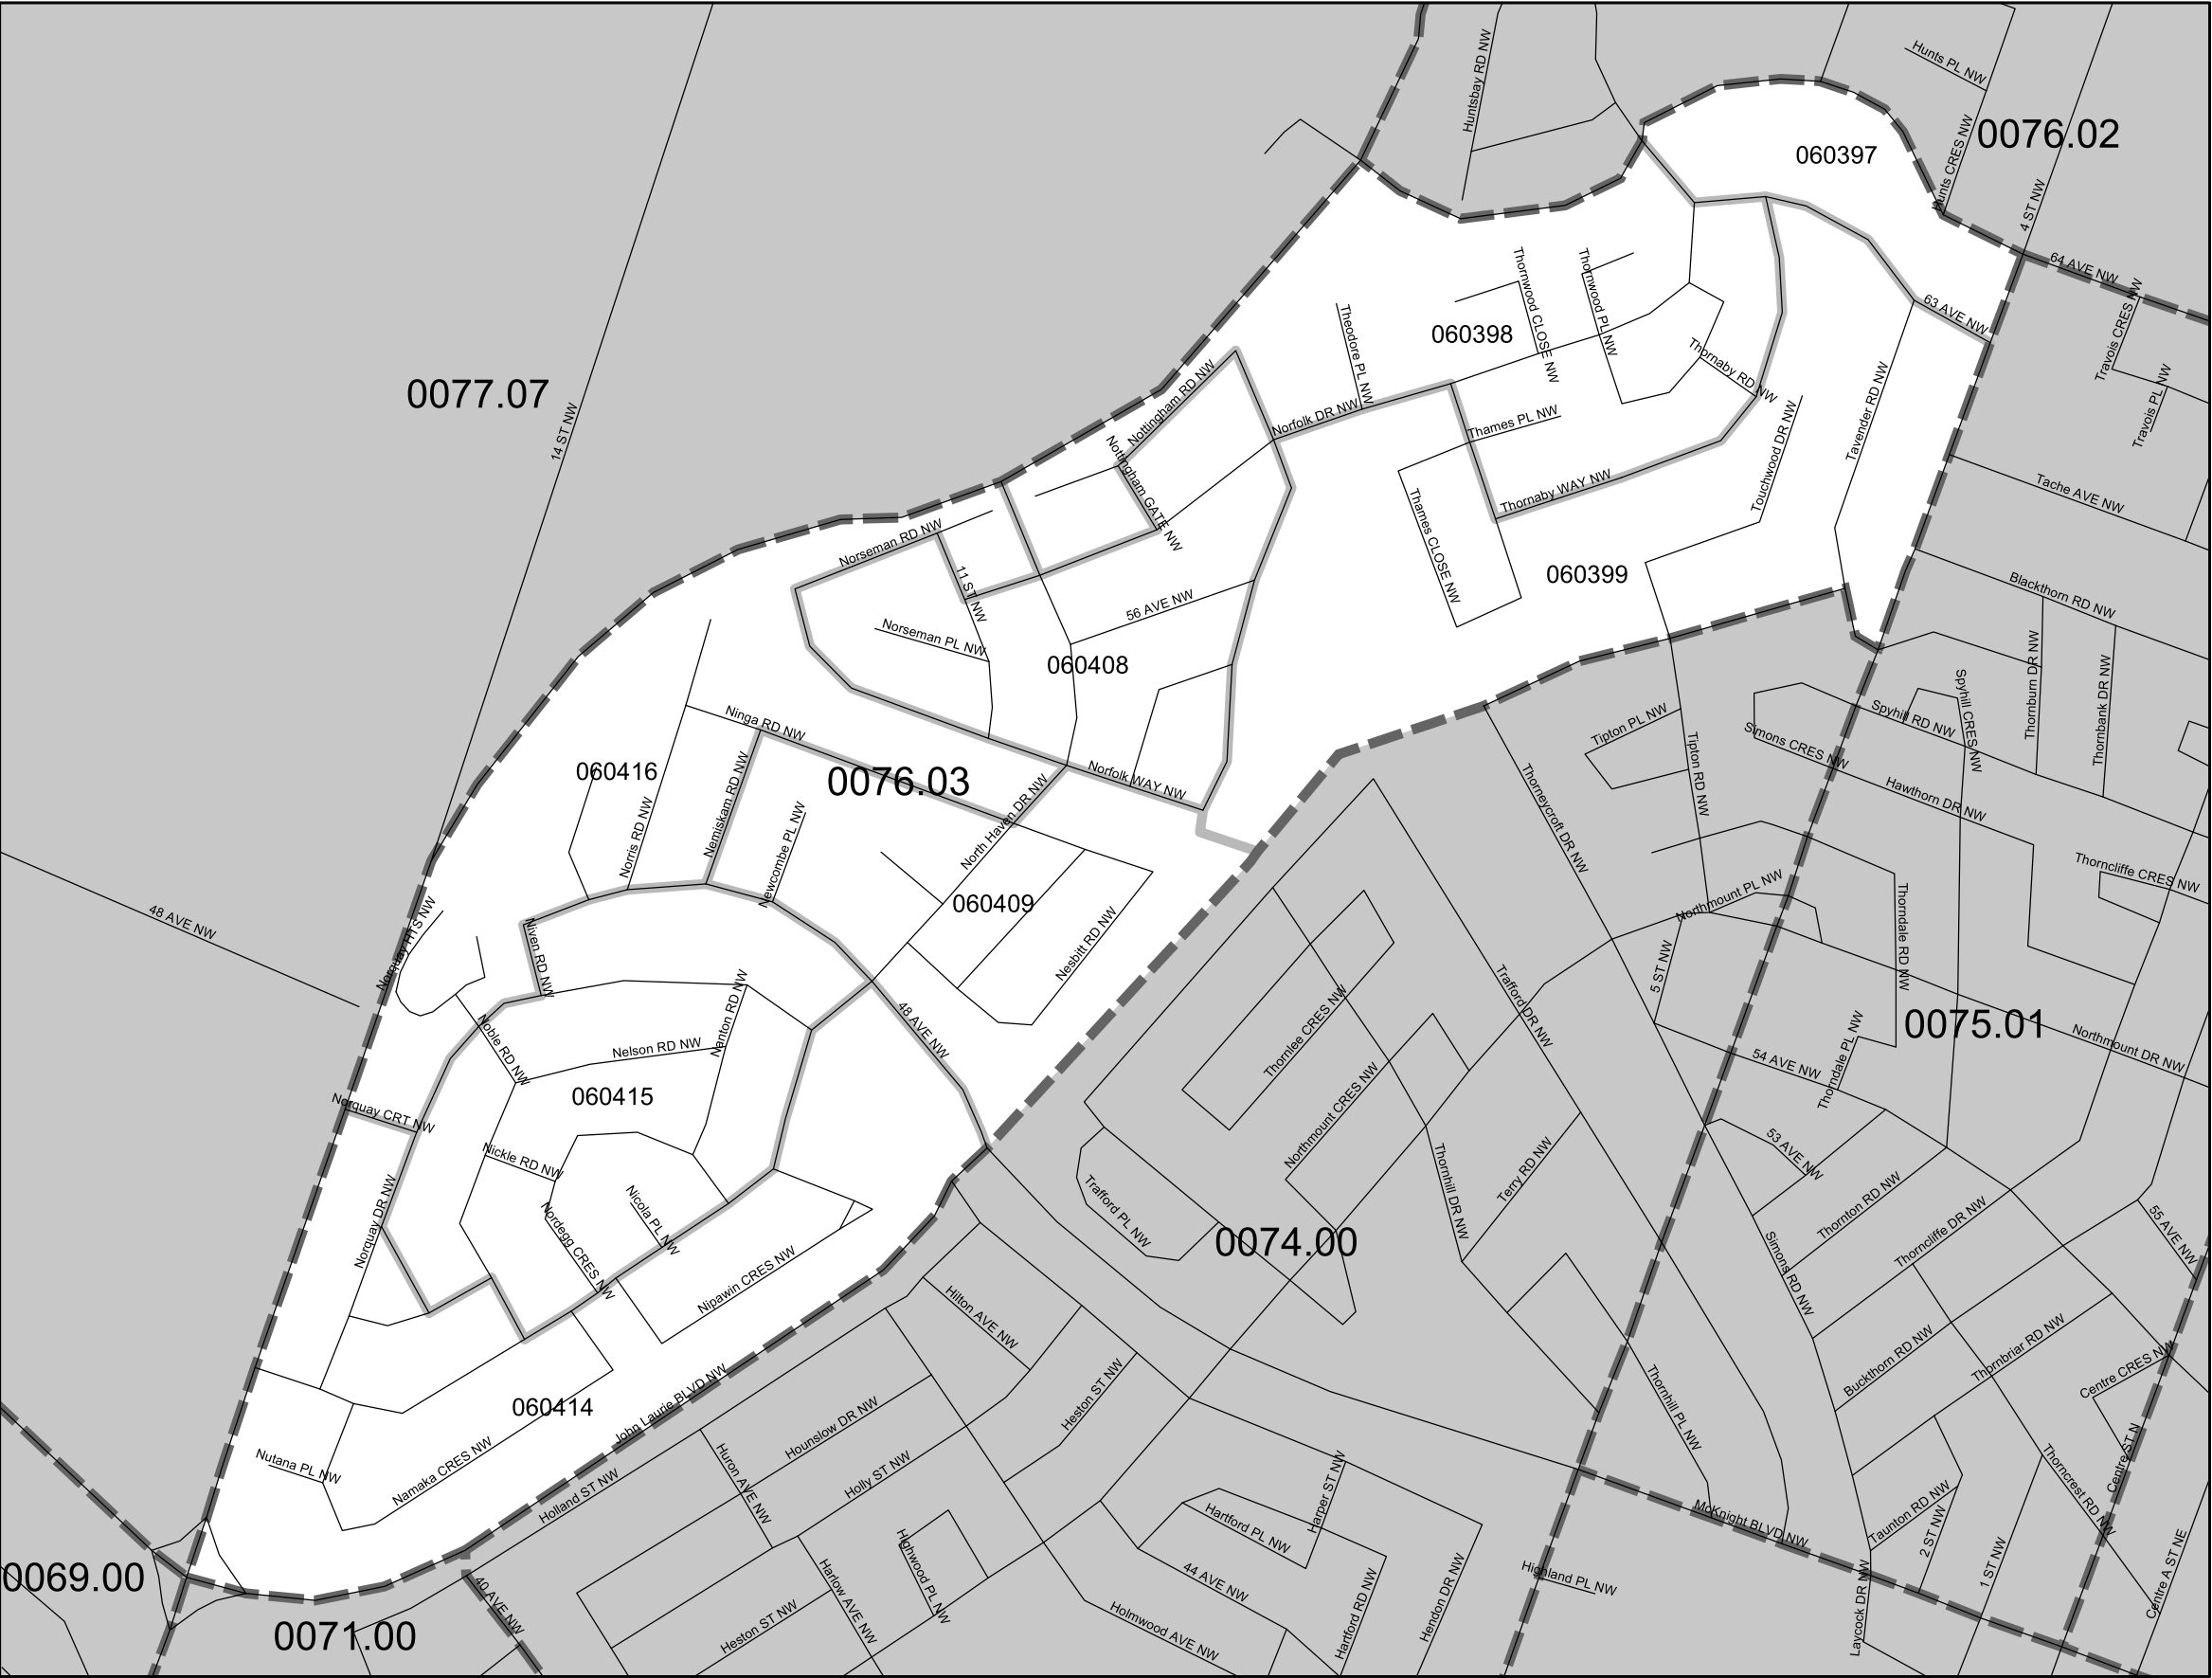 Hunts PL NW
Huntsbay RD NW
0076.02
060397
Hunts CRES NW
4 ST NW
64 AVE NW
Travois CRES NW
63 AVE NW
Thornwood CLOSE NW
Thornwood PL NW
Theodore PL NW
060398
Thornaby RD NW
Tavender RD NW
Travois PL NW
0077.07
14 ST NW
Nottingham RD NW
Norfolk DR NW
Thames PL NW
Touchwood DR NW
Nottingham GATE NW
Thornaby WAY NW
Tache AVE NW
Norseman RD NW
Thames CLOSE NW
11 ST NW
060399
Blackthorn RD NW
56 AVE NW
Norseman PL NW
060408
Thornburn DR NW
Thornbank DR NW
Spyhill CRES NW
Spyhill RD NW
Tipton PL NW
Ninga RD NW
Simons CRES NW
Tipton RD NW
060416
0076.03
Norfolk WAY NW
Hawthorn DR NW
Nemiskam RD NW
Norris RD NW
Newcombe PL NW
North Haven DR NW
Thorneycroft DR NW
Thorncliffe CRES NW
060409
Northmount PL NW
48 AVE NW
Norquay HTS NW
Niven RD NW
Nesbitt RD NW
Thorndale RD NW
5 ST NW
Trafford DR NW
Nanton RD NW
48 AVE NW
Noble RD NW
Nelson RD NW
Thornlee CRES NW
0075.01
Northmount DR NW
54 AVE NW
Thorndale PL NW
060415
Norquay CRT NW
Northmount CRES NW
Nickle RD NW
53 AVE NW
Thornhill DR NW
Terry RD NW
Norquay DR NW
Nicola PL NW
Nordegg CRES NW
Trafford PL NW
0074.00
Thornton RD NW
Thorncliffe DR NW
55 AVE NW
Simons RD NW
Nipawin CRES NW
Hilton AVE NW
Thornbriar RD NW
Centre CRES NW
Buckthorn RD NW
060414
John Laurie BLVD NW
Heston ST NW
Thornhill PL NW
Hounslow DR NW
Nutana PL NW
Namaka CRES NW
Huron AVE NW
Holly ST NW
Centre ST N
Thorncrest RD NW
Holland ST NW
Harper ST NW
Hartford PL NW
McKnight BLVD NW
Taunton RD NW
2 ST NW
0069.00
40 AVE NW
Highwood PL NW
Harlow AVE NW
44 AVE NW
Highland PL NW
1 ST NW
Centre A ST NE
0071.00
Heston ST NW
Holmwood AVE NW
Hartford RD NW
Hendon DR NW
Laycock DR NW